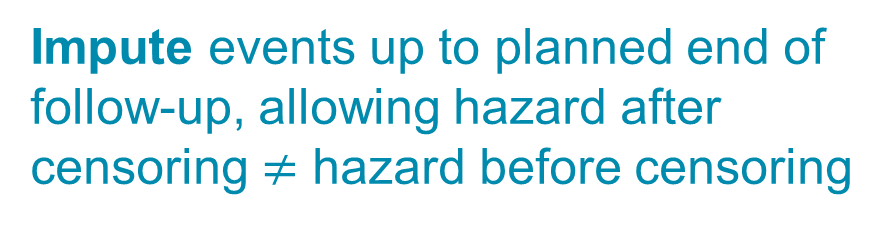 Impute events up to planned end of
follow-up, allowing hazard after
censoring ≠ hazard before censoring